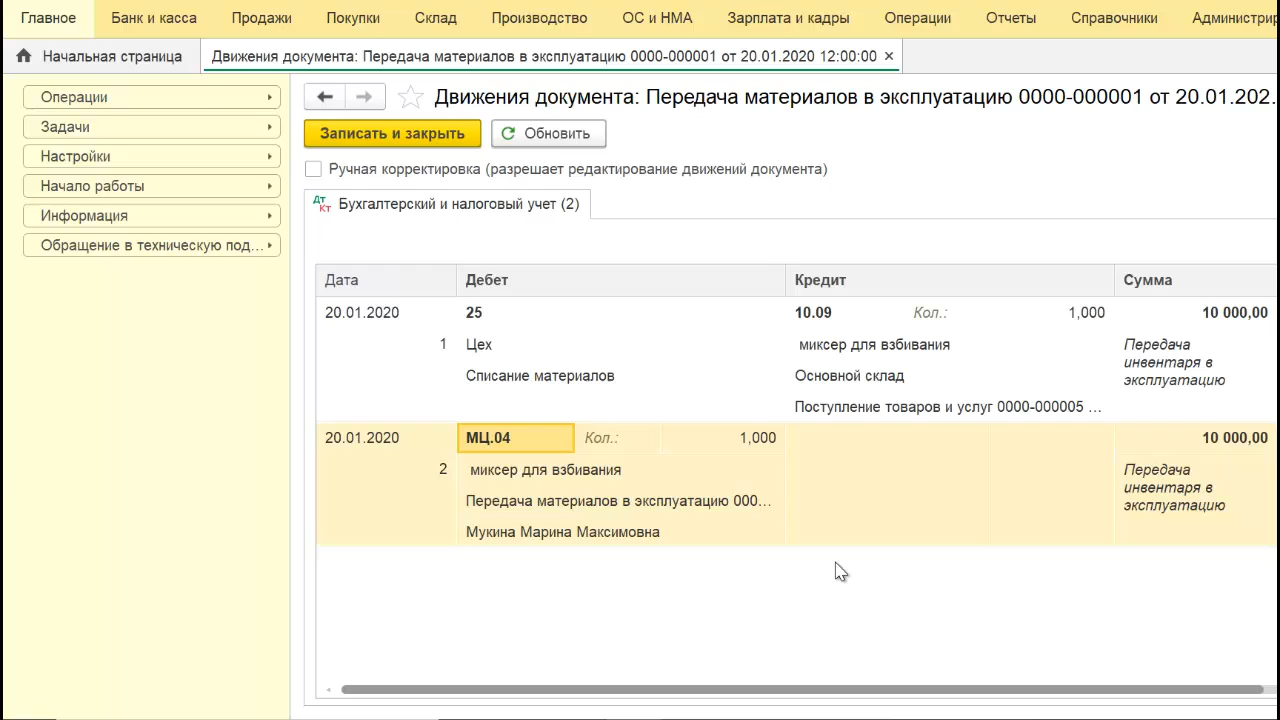 Главное Банк и касса Продажи Покупки Склад Производство ОС и НМА Зарплата и кадры Операции Отчеты Справочники Администрир
Начальная страница Движения документа: Передача материалов в эксплуатацию 0000-000001 от 20.01.2020 12:00:00 ×
Операции
Задачи
Настройки
Начало работы
Информация
Обращение в техническую под...
Движения документа: Передача материалов в эксплуатацию 0000-000001 от 20.01.202...
Записать и закрыть Обновить
Ручная корректировка (разрешает редактирование движений документа)
Дт Кт Бухгалтерский и налоговый учет (2)
Дата Дебет Кредит Сумма
20.01.2020 25 10.09 Кол.: 1,000 10 000,00
1 Цех миксер для взбивания Передача
инвентаря в
Списание материалов Основной склад эксплуатацию
Поступление товаров и услуг 0000-000005 ...
20.01.2020 МЦ.04 Кол.: 1,000 10 000,00
2 миксер для взбивания Передача
инвентаря в
Передача материалов в эксплуатацию 000... эксплуатацию
Мукина Марина Максимовна